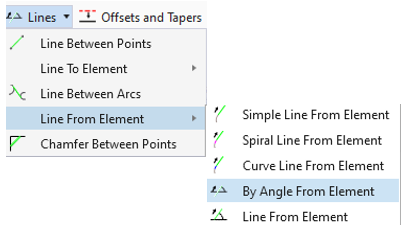 Lines Offsets and Tapers
Line Between Points
Line To Element
Line Between Arcs
Line From Element
Chamfer Between Points
Simple Line From Element
Spiral Line From Element
Curve Line From Element
By Angle From Element
Line From Element